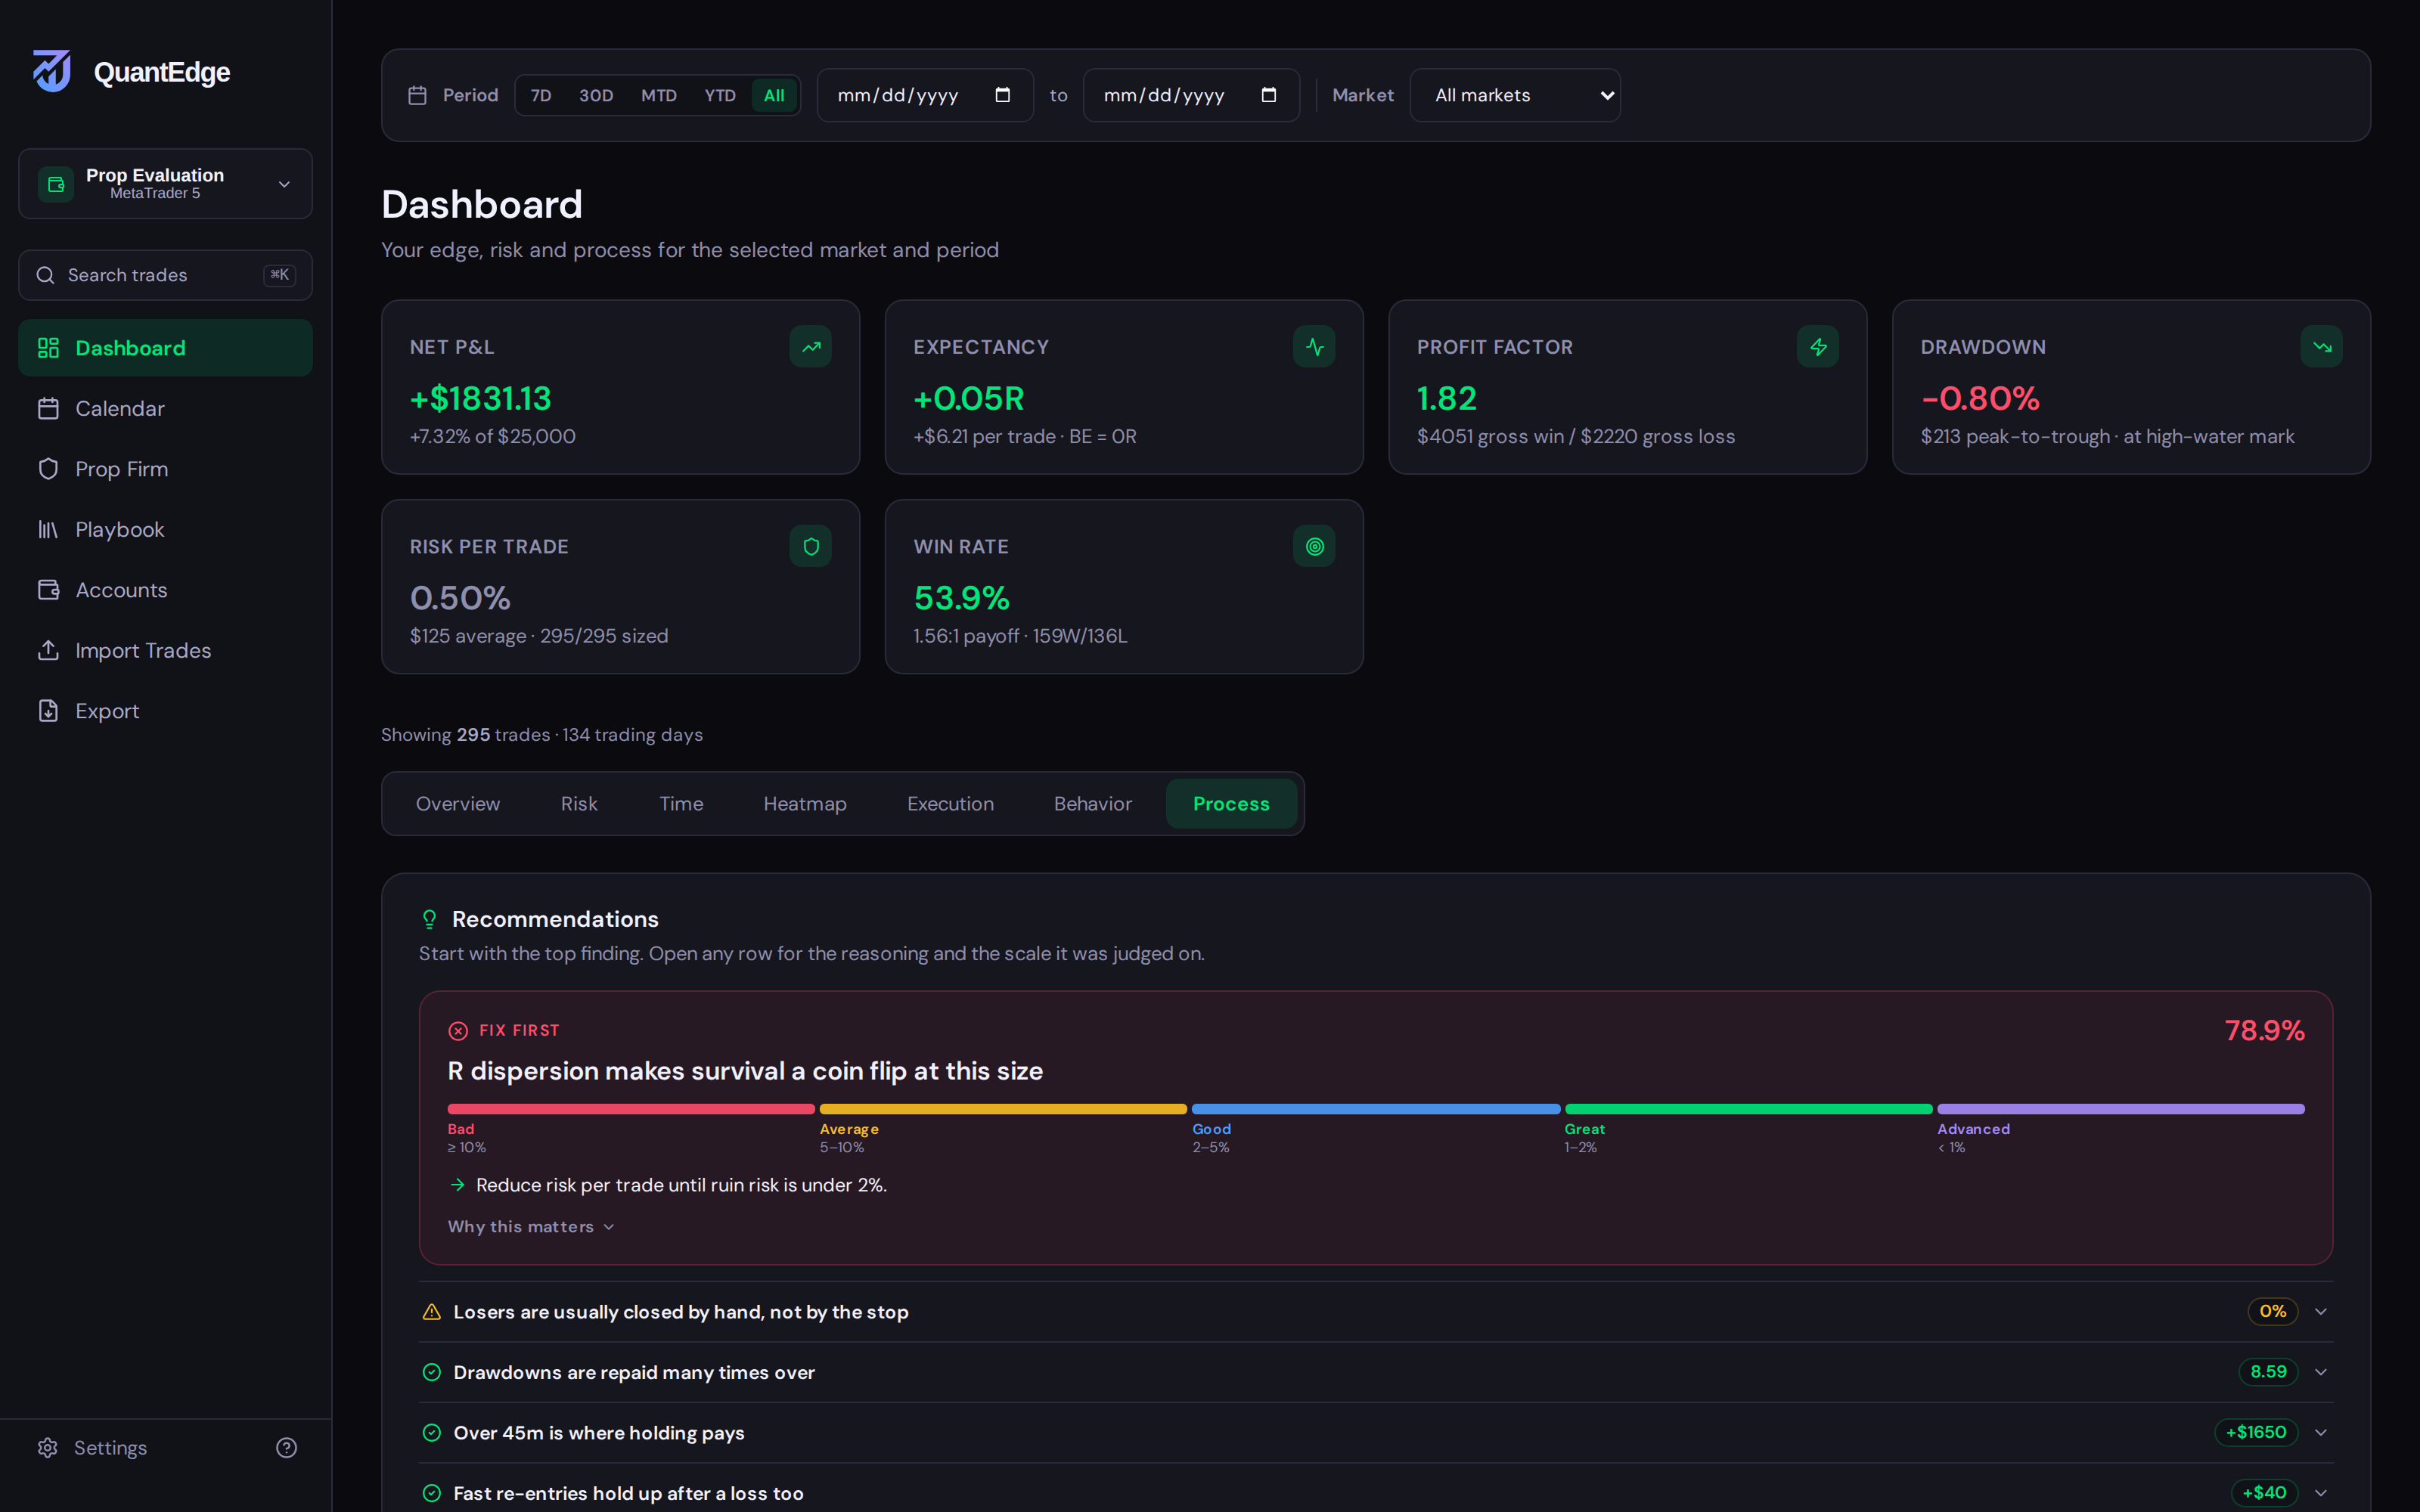 QuantEdge
Prop Evaluation
MetaTrader 5
Search trades ⌘K
Dashboard
Calendar
Prop Firm
Playbook
Accounts
Import Trades
Export
Settings
Period 7D 30D MTD YTD All mm/dd/yyyy to mm/dd/yyyy Market All markets
Dashboard
Your edge, risk and process for the selected market and period
NET P&L
+$1831.13
+7.32% of $25,000
EXPECTANCY
+0.05R
+$6.21 per trade · BE = 0R
PROFIT FACTOR
1.82
$4051 gross win / $2220 gross loss
DRAWDOWN
-0.80%
$213 peak-to-trough · at high-water mark
RISK PER TRADE
0.50%
$125 average · 295/295 sized
WIN RATE
53.9%
1.56:1 payoff · 159W/136L
Showing 295 trades · 134 trading days
Overview Risk Time Heatmap Execution Behavior Process
Recommendations
Start with the top finding. Open any row for the reasoning and the scale it was judged on.
FIX FIRST 78.9%
R dispersion makes survival a coin flip at this size
Bad Average Good Great Advanced
≥ 10% 5–10% 2–5% 1–2% < 1%
Reduce risk per trade until ruin risk is under 2%.
Why this matters
Losers are usually closed by hand, not by the stop 0%
Drawdowns are repaid many times over 8.59
Over 45m is where holding pays +$1650
Fast re-entries hold up after a loss too +$40